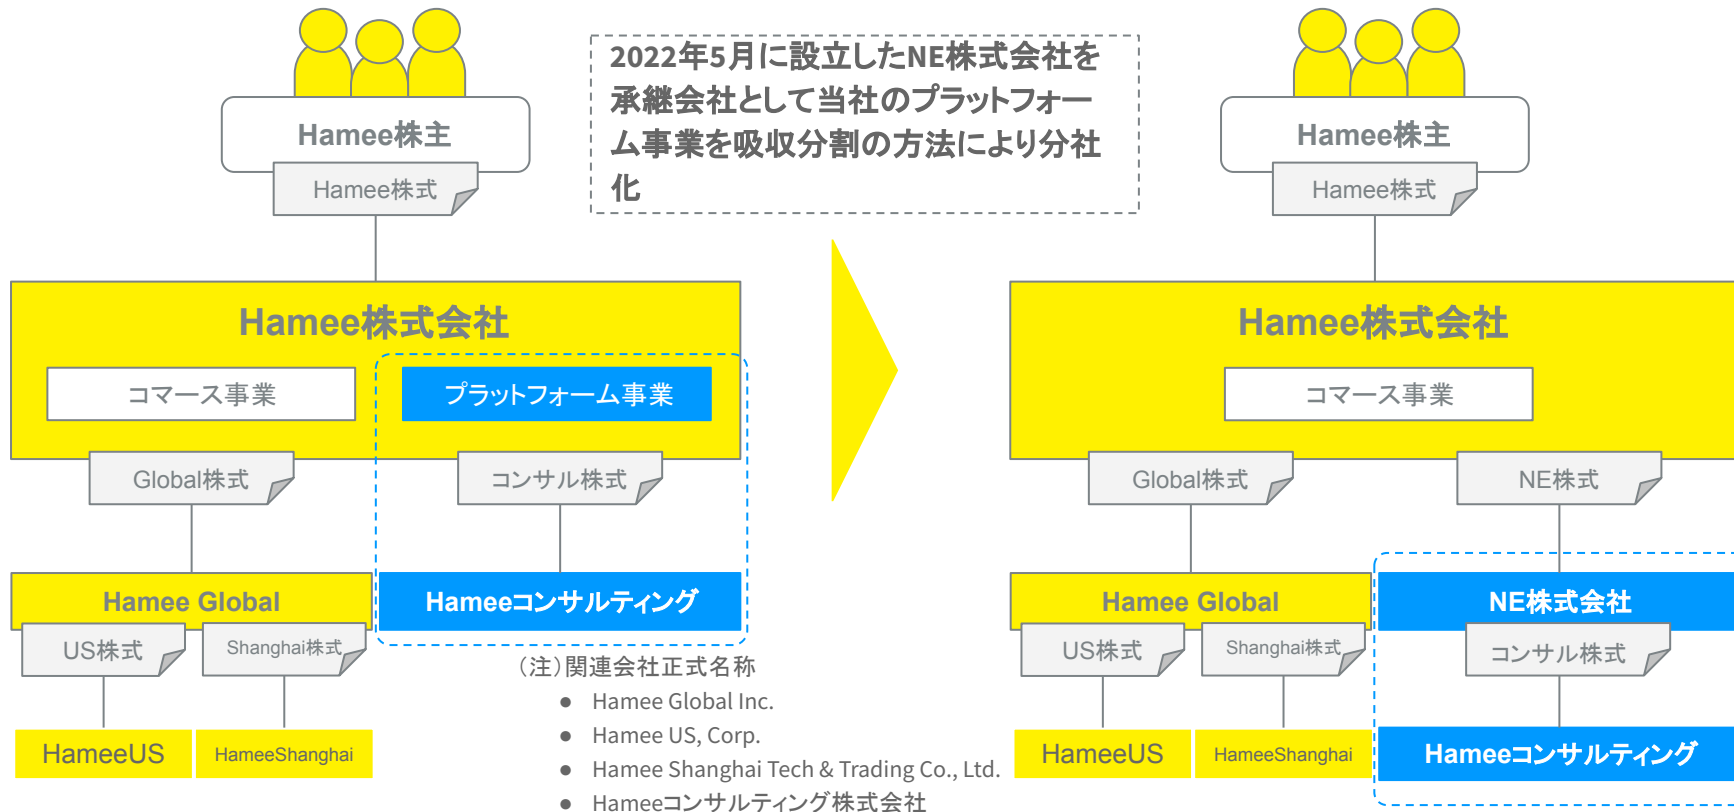 Hamee株主
Hamee株式
Hamee株式会社
コマース事業
プラットフォーム事業
Global株式
コンサル株式
Hamee Global
Hameeコンサルティング
US株式
Shanghai株式
HameeUS
HameeShanghai
2022年5月に設立したNE株式会社を
承継会社として当社のプラットフォー
ム事業を吸収分割の方法により分社
化
（注）関連会社正式名称
● Hamee Global Inc.
● Hamee US, Corp.
● Hamee Shanghai Tech & Trading Co., Ltd.
● Hameeコンサルティング株式会社
Hamee株主
Hamee株式
Hamee株式会社
コマース事業
Global株式
NE株式
Hamee Global
NE株式会社
US株式
Shanghai株式
コンサル株式
HameeUS
HameeShanghai
Hameeコンサルティング